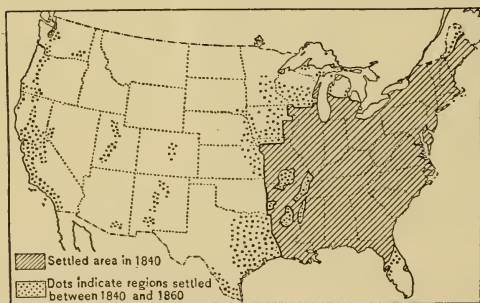 Settled area in 1840
Dots indicate regions settled
between 1840 and 1860